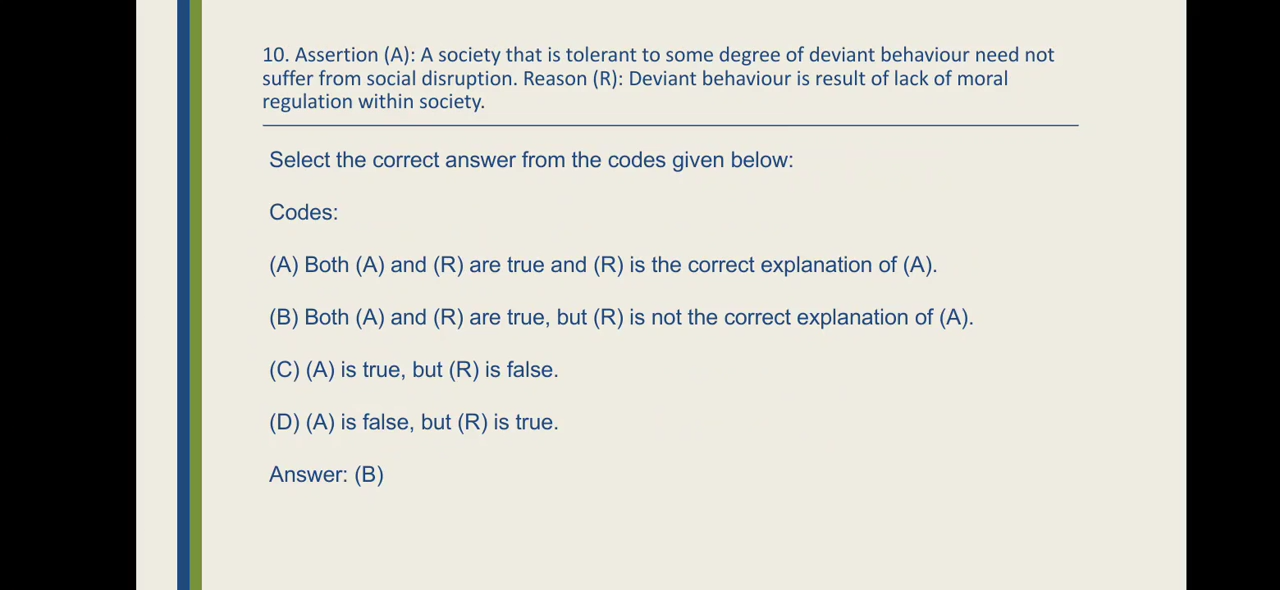 10. Assertion (A): A society that is tolerant to some degree of deviant behaviour need not
suffer from social disruption. Reason (R): Deviant behaviour is result of lack of moral
regulation within society.
Select the correct answer from the codes given below:
Codes:
(A) Both (A) and (R) are true and (R) is the correct explanation of (A).
(B) Both (A) and (R) are true, but (R) is not the correct explanation of (A).
(C) (A) is true, but (R) is false.
(D) (A) is false, but (R) is true.
Answer: (B)